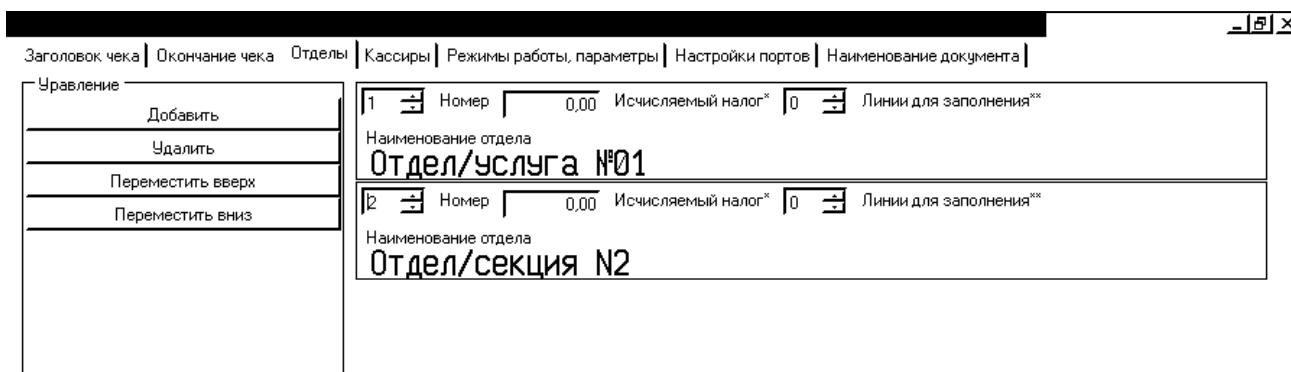 Заголовок чека Окончание чека Отделы Кассиры Режимы работы, параметры Настройки портов Наименование документа
Уравление
Добавить
Удалить
Переместить вверх
Переместить вниз
1 Номер 0,00 Исчисляемый налог* 0 Линии для заполнения**
Наименование отдела
Отдел/услуга №01
2 Номер 0,00 Исчисляемый налог* 0 Линии для заполнения**
Наименование отдела
Отдел/секция N2